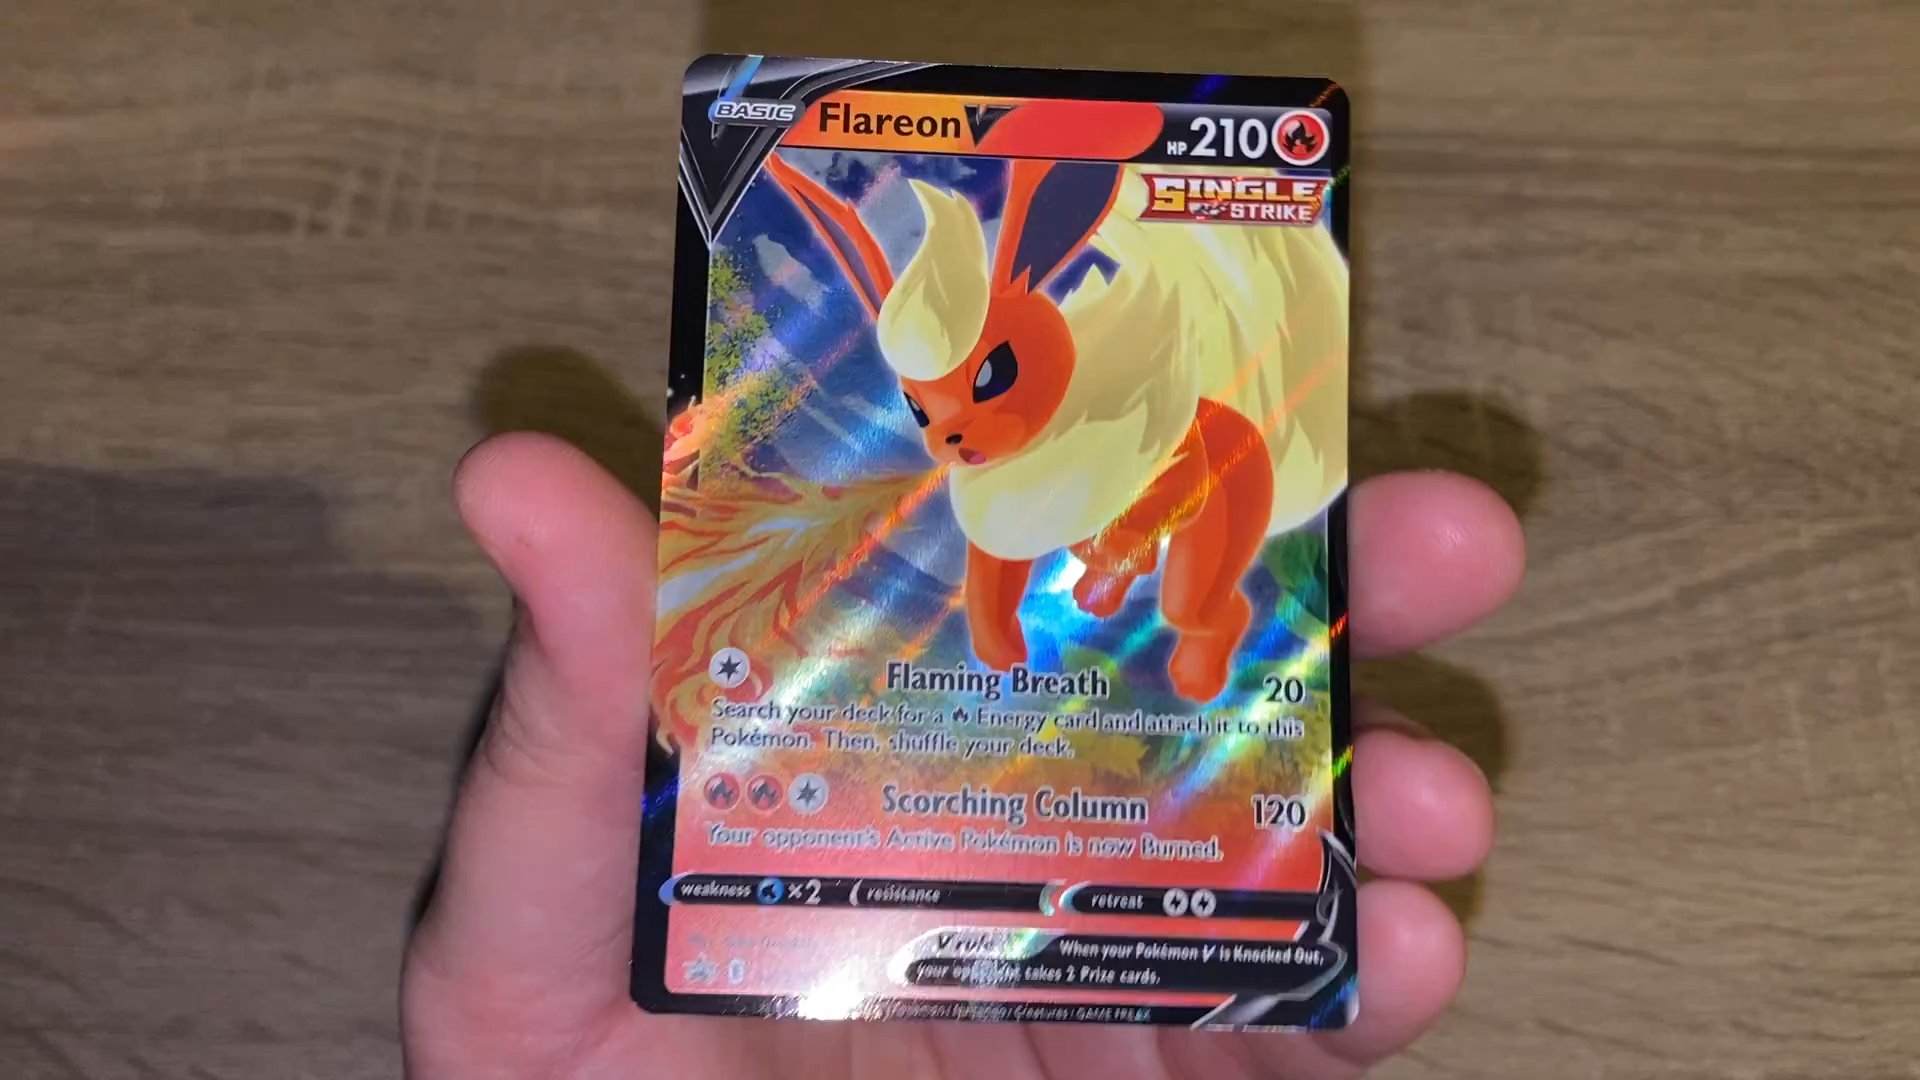 BASIC Flareon V HP 210
SINGLE
STRIKE
Flaming Breath 20
Search your deck for a Energy card and attach it to this
Pokémon. Then, shuffle your deck.
Scorching Column 120
Your opponent's Active Pokémon is now Burned.
weakness ×2 resistance retreat
V rule When your Pokémon V is Knocked Out,
your opponent takes 2 Prize cards.
Creatures / GAME FREAK